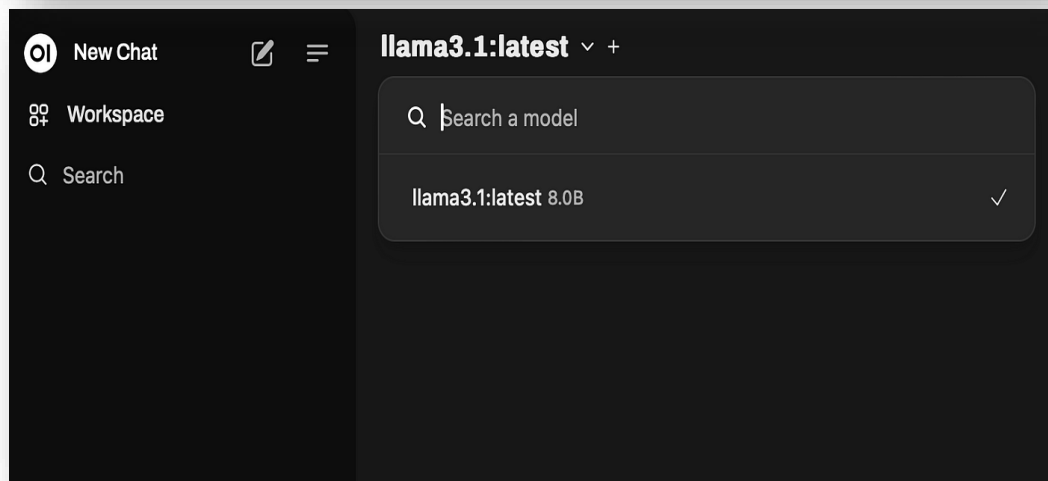 OI New Chat
Workspace
Search
llama3.1:latest
Search a model
llama3.1:latest 8.0B